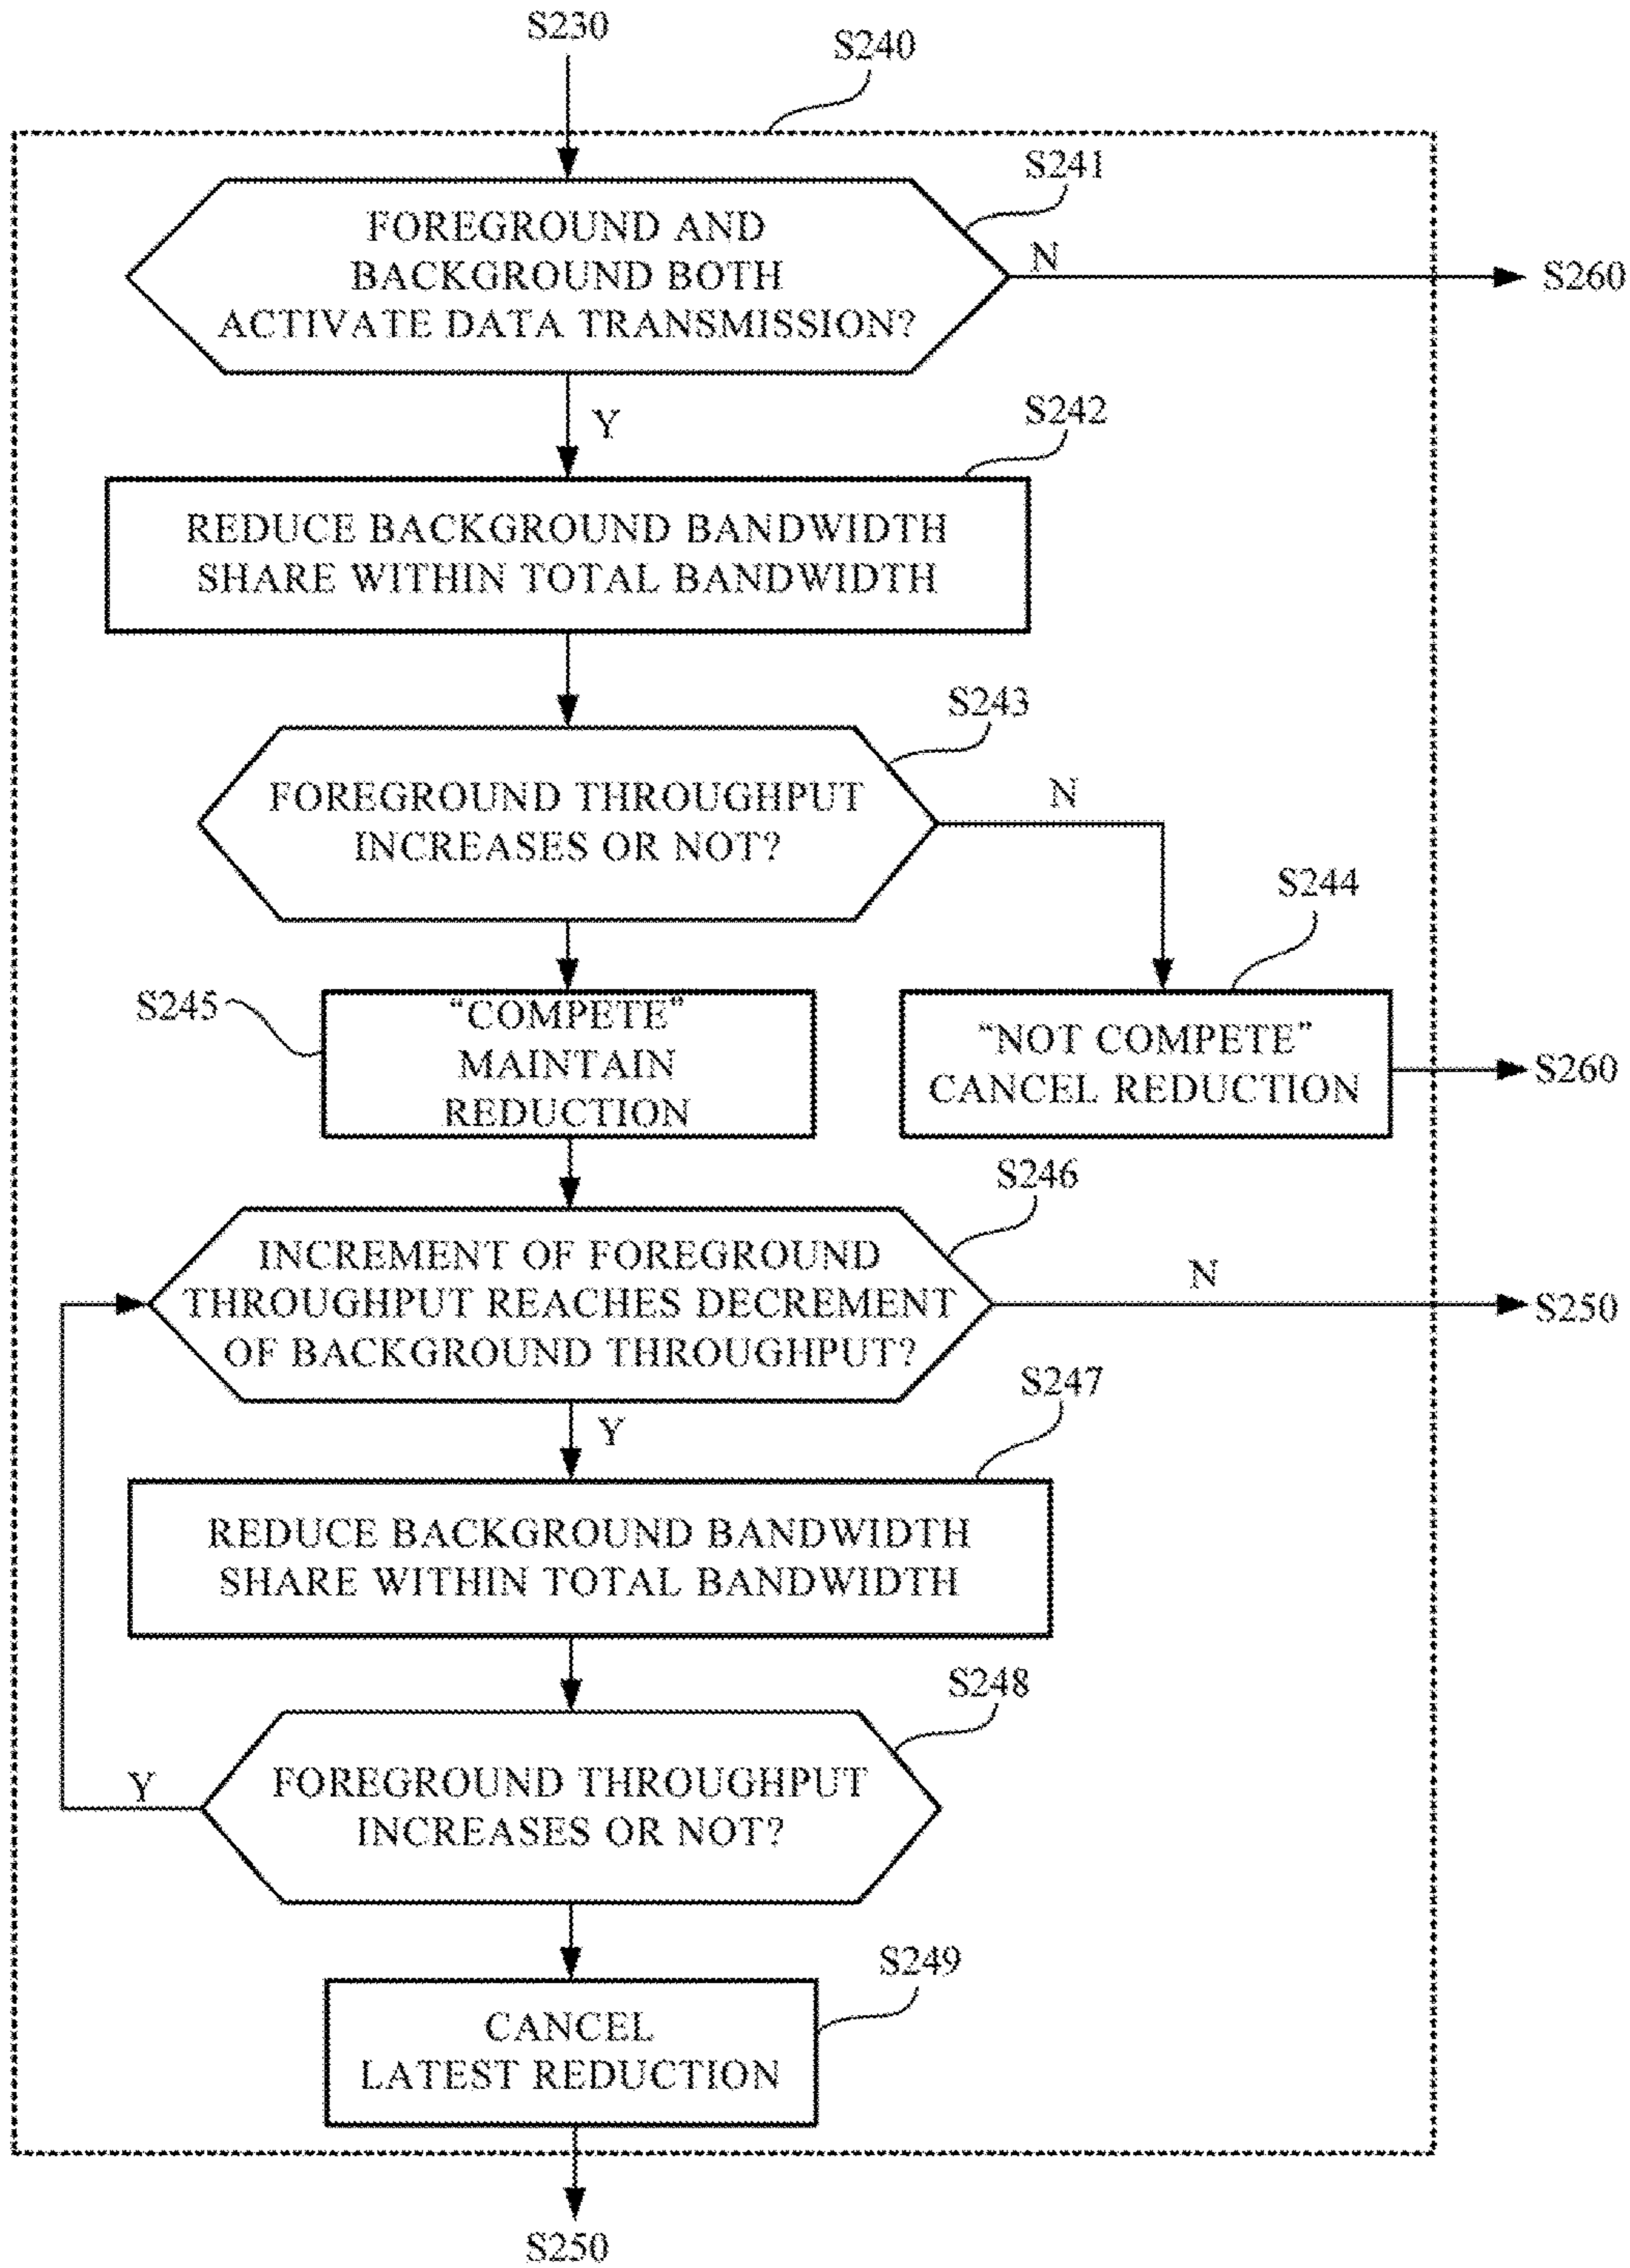 S230
S240
S241
FOREGROUND AND
BACKGROUND BOTH
ACTIVATE DATA TRANSMISSION?
N
S260
Y
S242
REDUCE BACKGROUND BANDWIDTH
SHARE WITHIN TOTAL BANDWIDTH
S243
FOREGROUND THROUGHPUT
INCREASES OR NOT?
N
S244
S245
“COMPETE”
MAINTAIN
REDUCTION
“NOT COMPETE”
CANCEL REDUCTION
S260
S246
INCREMENT OF FOREGROUND
THROUGHPUT REACHES DECREMENT
OF BACKGROUND THROUGHPUT?
N
S250
Y
S247
REDUCE BACKGROUND BANDWIDTH
SHARE WITHIN TOTAL BANDWIDTH
S248
FOREGROUND THROUGHPUT
INCREASES OR NOT?
Y
S249
CANCEL
LATEST REDUCTION
S250